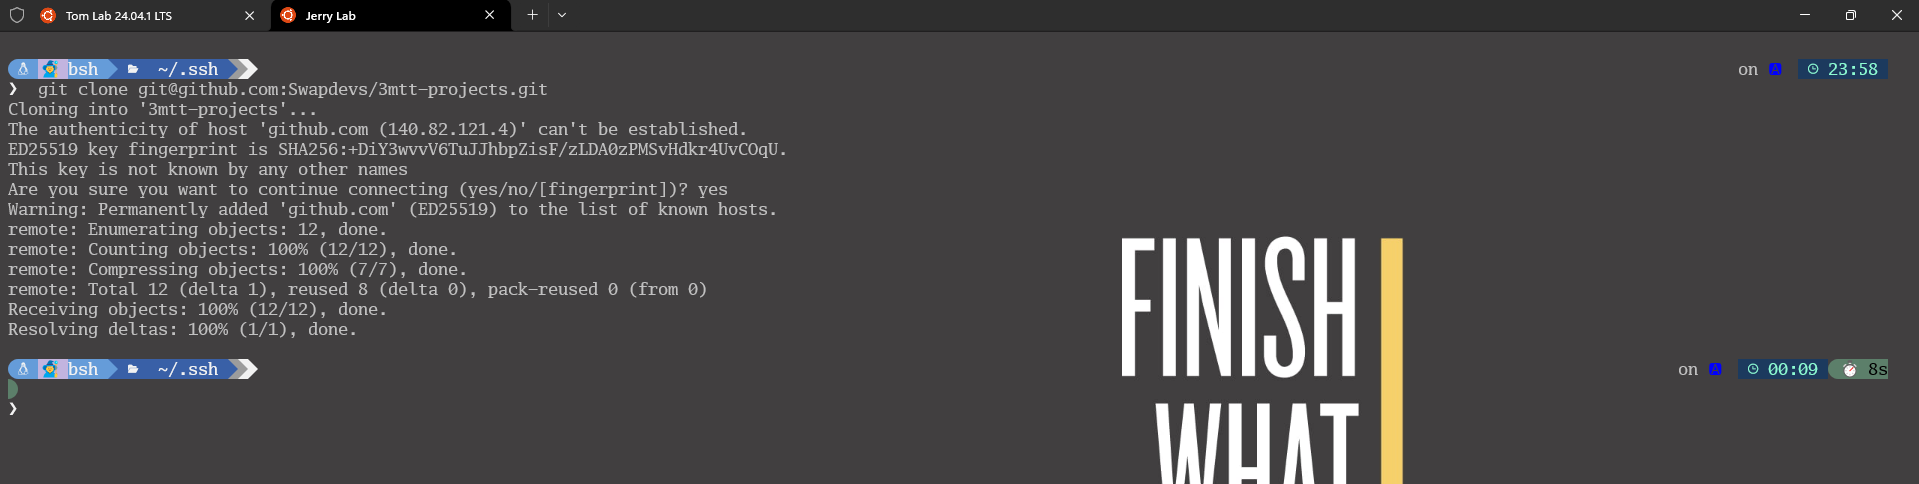 Tom Lab 24.04.1 LTS
Jerry Lab
bsh ~/.ssh on A 23:58
❯ git clone git@github.com:Swapdevs/3mtt-projects.git
Cloning into '3mtt-projects'...
The authenticity of host 'github.com (140.82.121.4)' can't be established.
ED25519 key fingerprint is SHA256:+DiY3wvvV6TuJJhbpZisF/zLDA0zPMSvHdkr4UvCOqU.
This key is not known by any other names
Are you sure you want to continue connecting (yes/no/[fingerprint])? yes
Warning: Permanently added 'github.com' (ED25519) to the list of known hosts.
remote: Enumerating objects: 12, done.
remote: Counting objects: 100% (12/12), done.
remote: Compressing objects: 100% (7/7), done.
remote: Total 12 (delta 1), reused 8 (delta 0), pack-reused 0 (from 0)
Receiving objects: 100% (12/12), done.
Resolving deltas: 100% (1/1), done.
bsh ~/.ssh on A 00:09 8s
❯
FINISH
WHAT